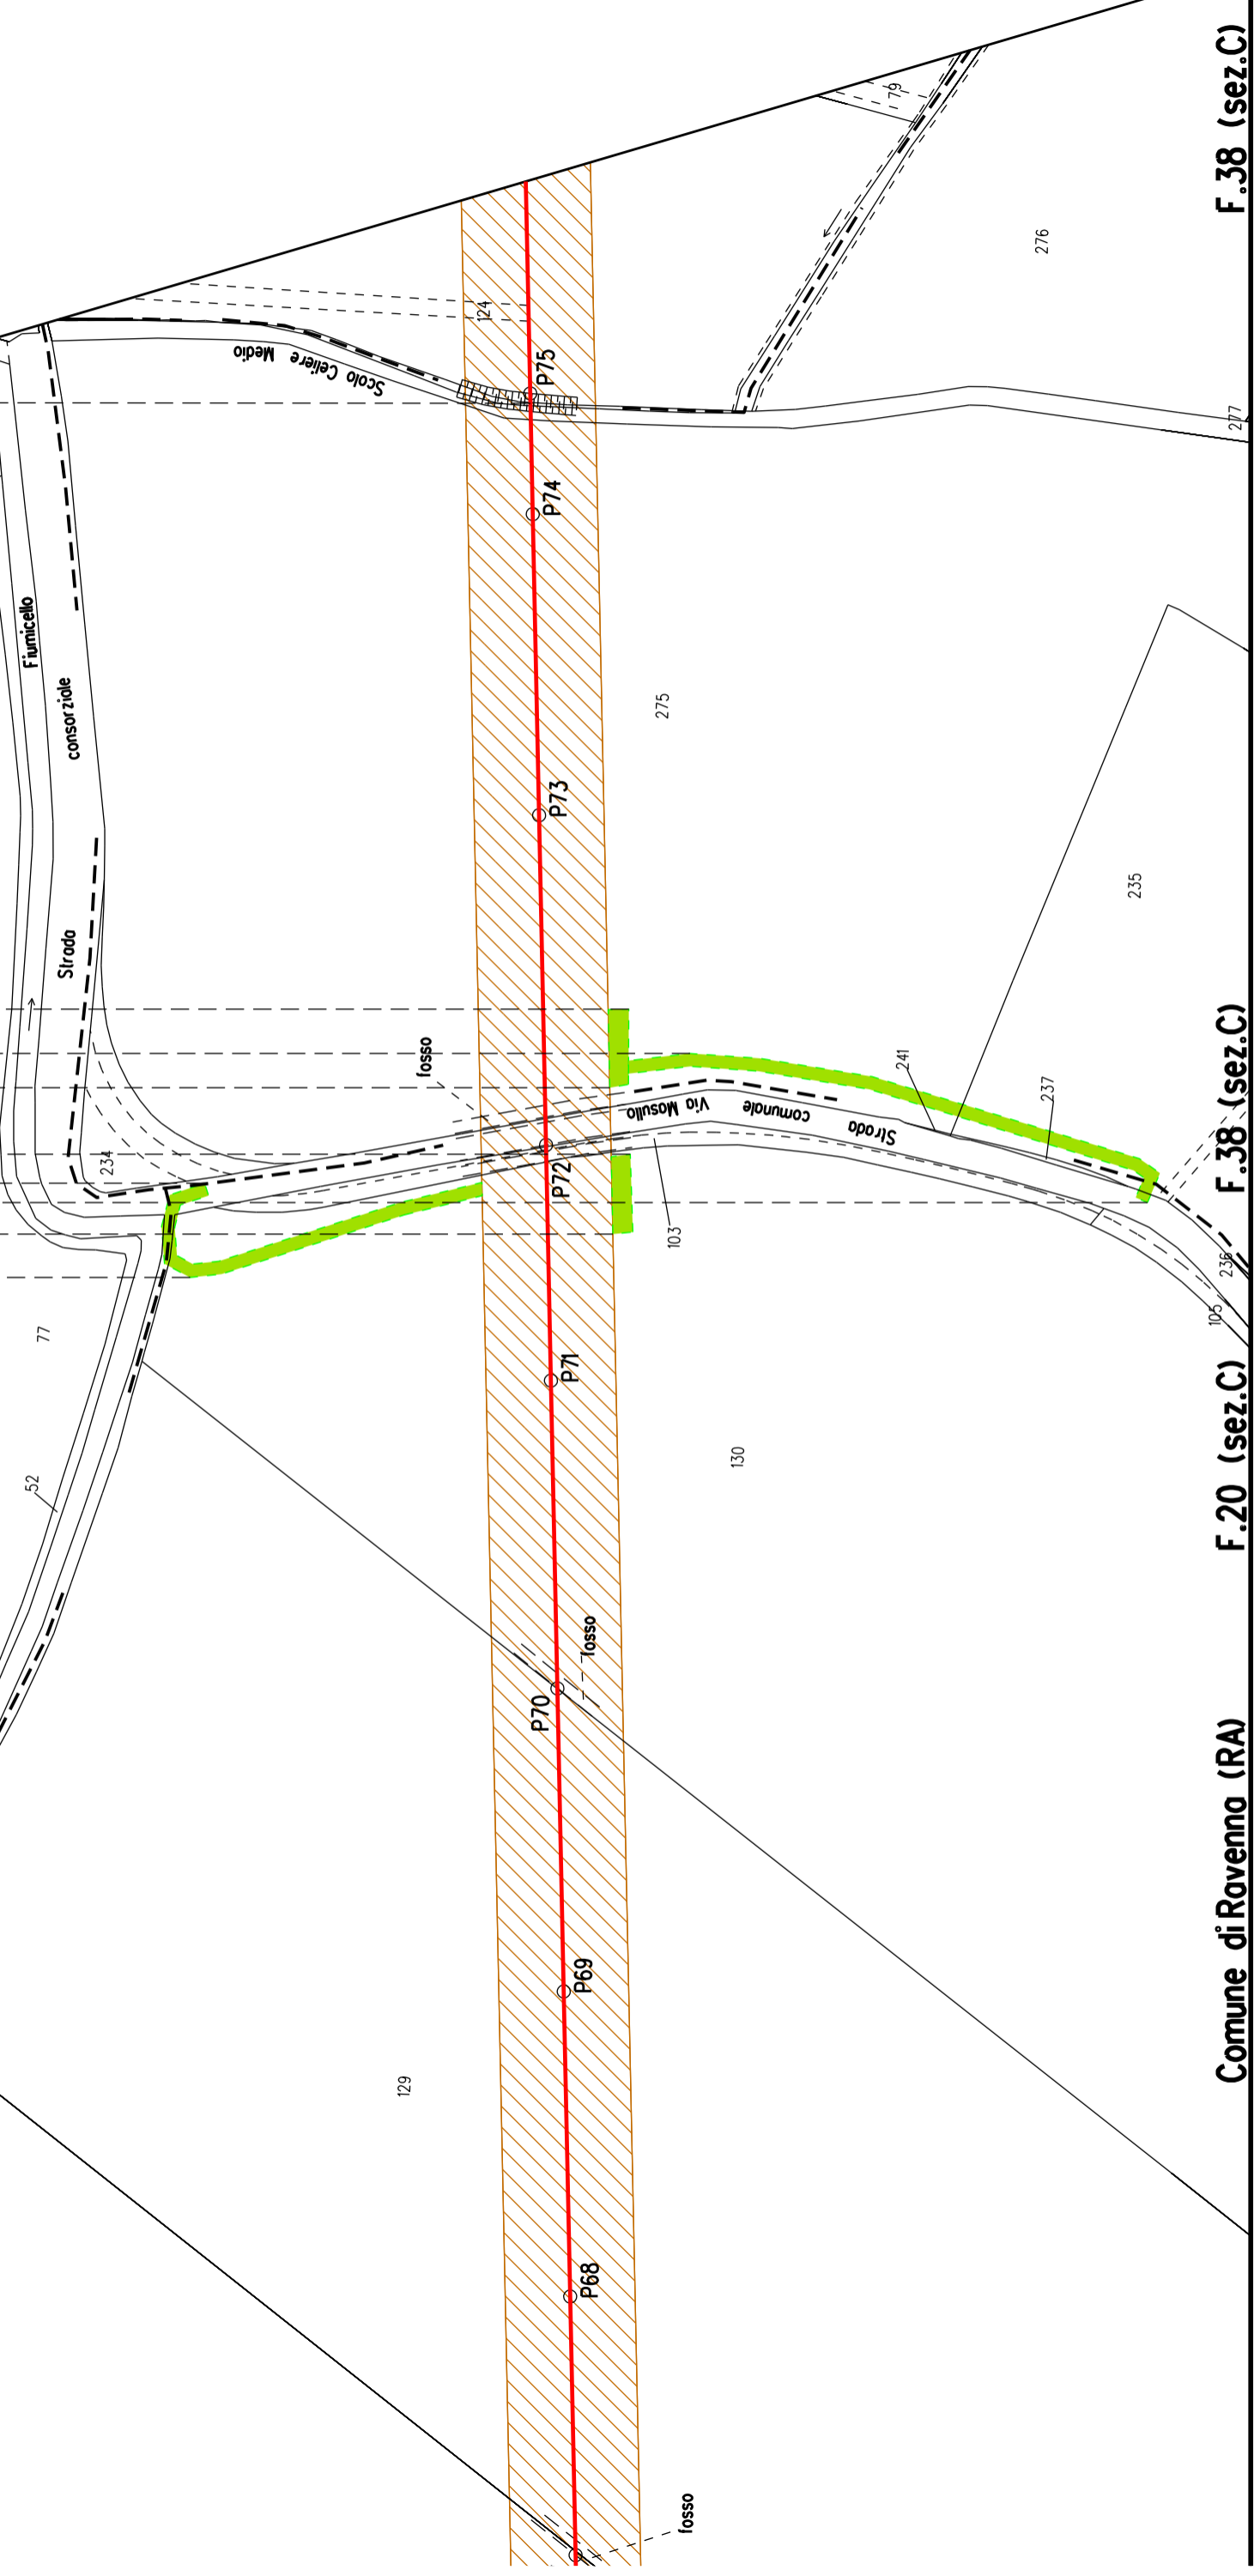 F.38 (sez.C)
79
276
124
Scolo Celiere Medio
P75
277
P74
Fiumicello
Strada consorziale
275
P73
235
fosso
241
237
Strada comunale Via Masullo
234
P72
103
F.38 (sez.C)
236
105
77
P71
130
F.20 (sez.C)
52
fosso
P70
Comune di Ravenna (RA)
P69
129
P68
fosso